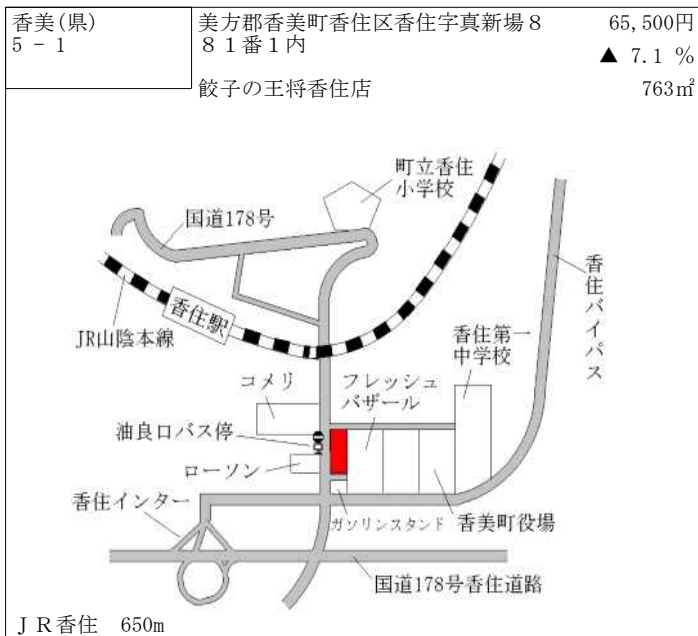 香美(県)
5 - 1
美方郡香美町香住区香住字真新場8
81番1内
餃子の王将香住店
65,500円
▲ 7.1 %
763㎡
町立香住
小学校
国道178号
香住駅
JR山陰本線
香住バイパス
香住第一
中学校
コメリ
フレッシュ
バザール
油良口バス停
ローソン
香住インター
ガソリンスタンド
香美町役場
国道178号香住道路
ＪＲ香住 650m